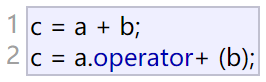 1 c = a + b;
2 c = a.operator+ (b);